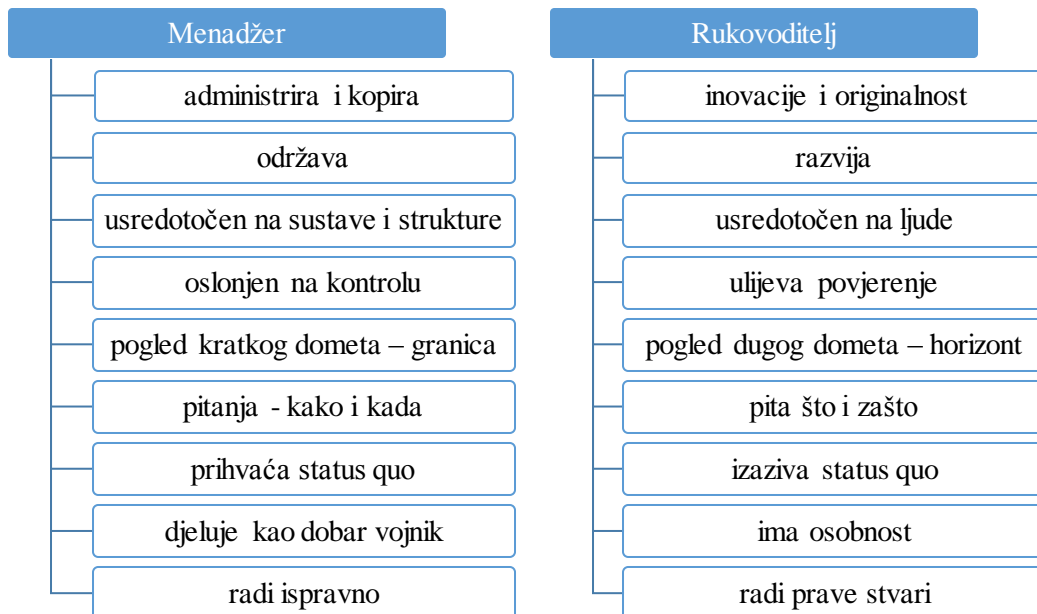 Menadžer
administrira i kopira
održava
usredotočen na sustave i strukture
oslonjen na kontrolu
pogled kratkog dometa – granica
pitanja - kako i kada
prihvaća status quo
djeluje kao dobar vojnik
radi ispravno
Rukovoditelj
inovacije i originalnost
razvija
usredotočen na ljude
ulijeva povjerenje
pogled dugog dometa – horizont
pita što i zašto
izaziva status quo
ima osobnost
radi prave stvari